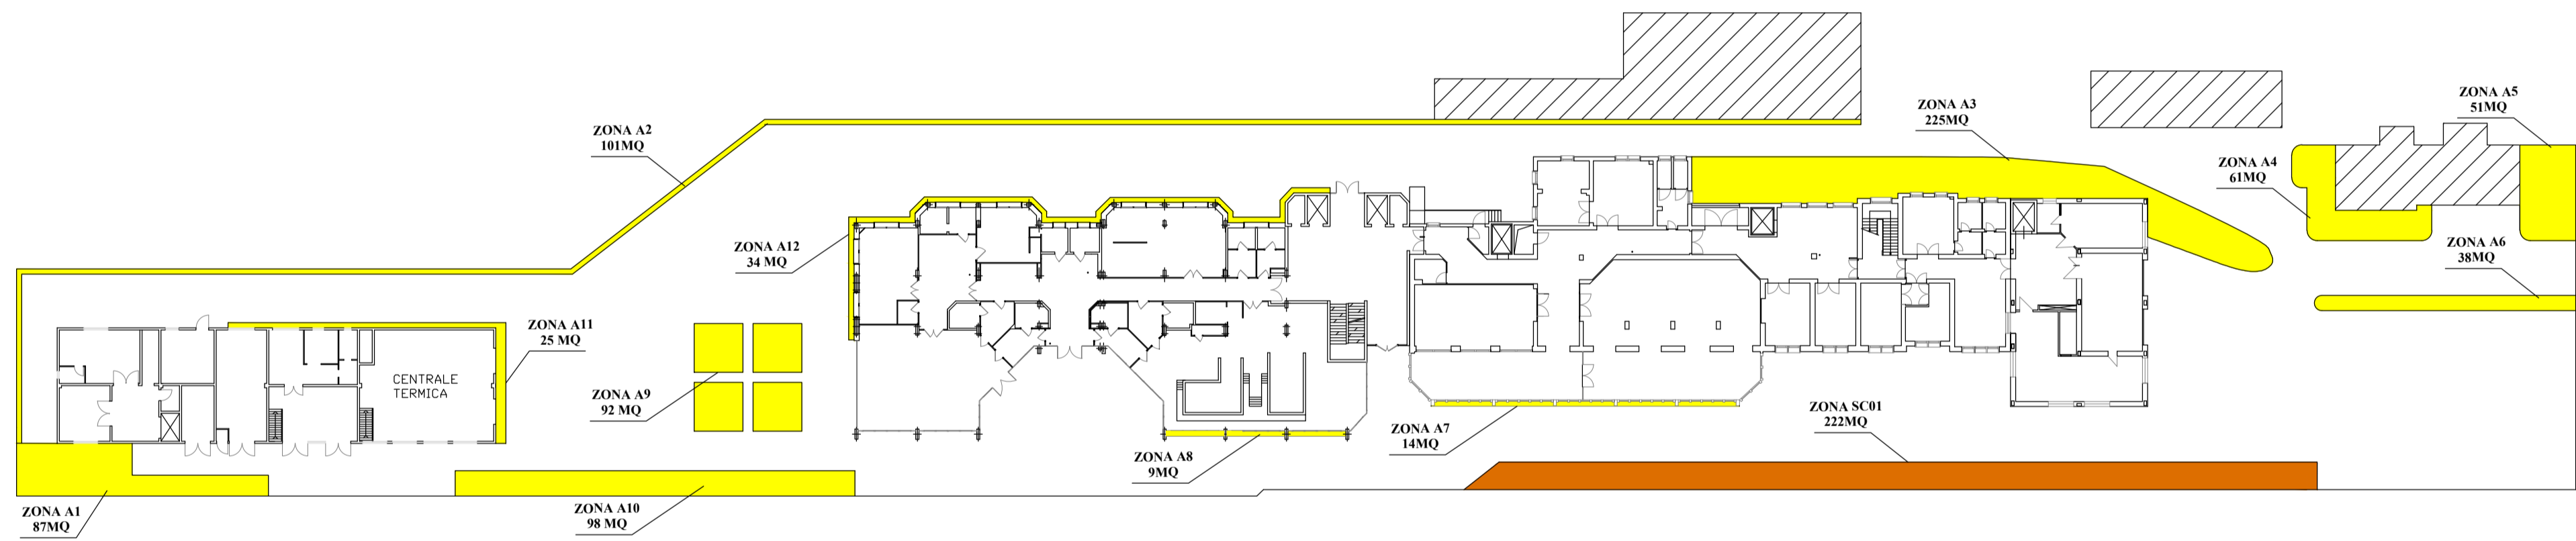 ZONA A5
51MQ
ZONA A3
225MQ
ZONA A2
101MQ
ZONA A4
61MQ
ZONA A12
34 MQ
ZONA A6
38MQ
ZONA A11
25 MQ
CENTRALE
TERMICA
ZONA A9
92 MQ
ZONA SC01
222MQ
ZONA A7
14MQ
ZONA A8
9MQ
ZONA A1
87MQ
ZONA A10
98 MQ